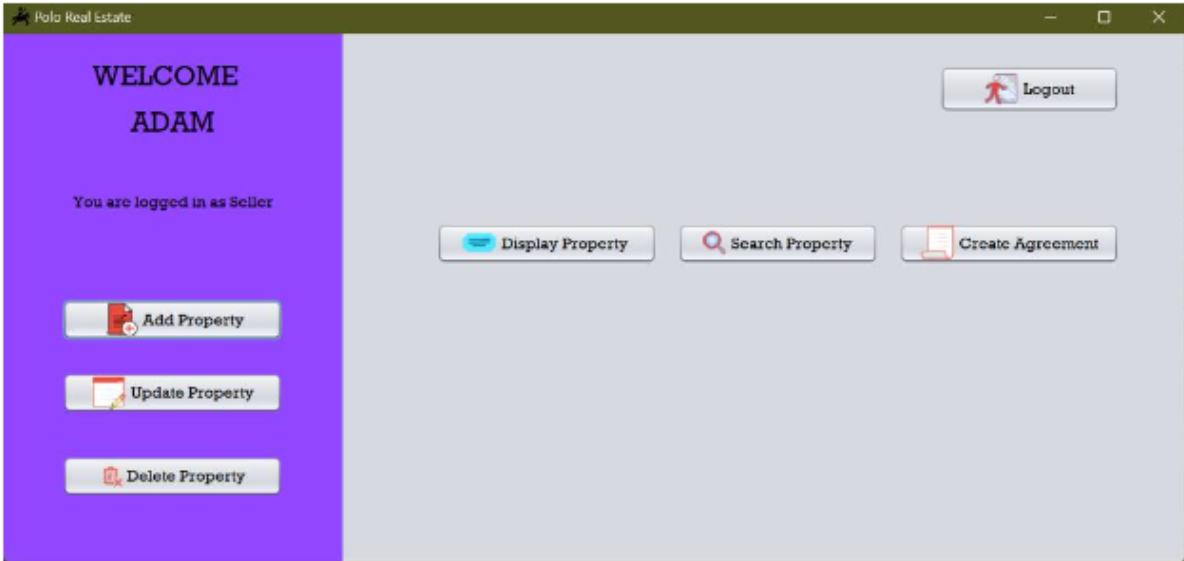 Polo Real Estate
WELCOME
ADAM
You are logged in as Seller
Add Property
Update Property
Delete Property
Logout
Display Property
Search Property
Create Agreement